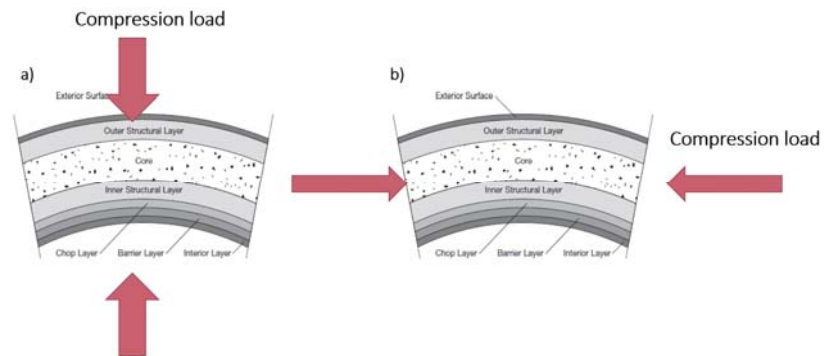 Compression load
a)
Exterior Surface
Outer Structural Layer
Core
Inner Structural Layer
Chop Layer
Barrier Layer
Interior Layer
b)
Exterior Surface
Outer Structural Layer
Core
Inner Structural Layer
Chop Layer
Barrier Layer
Interior Layer
Compression load